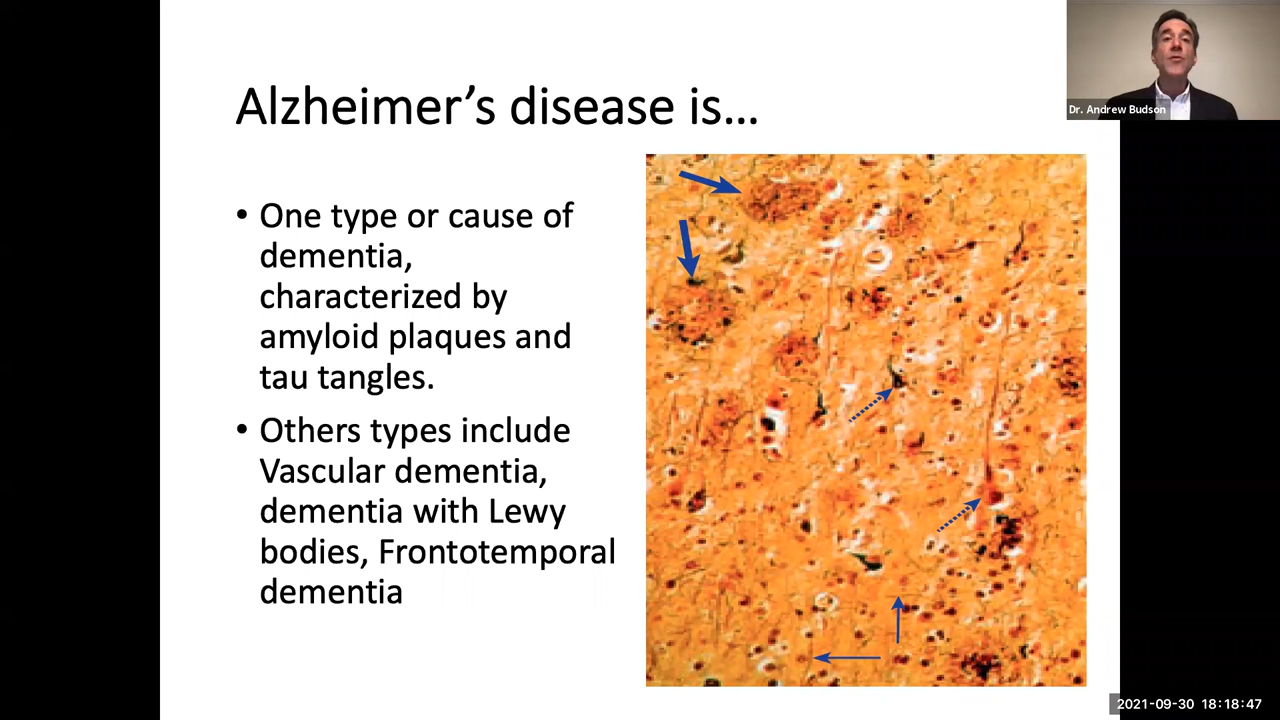 Alzheimer’s disease is…
• One type or cause of
dementia,
characterized by
amyloid plaques and
tau tangles.
• Others types include
Vascular dementia,
dementia with Lewy
bodies, Frontotemporal
dementia
Dr. Andrew Budson
2021-09-30 18:18:47